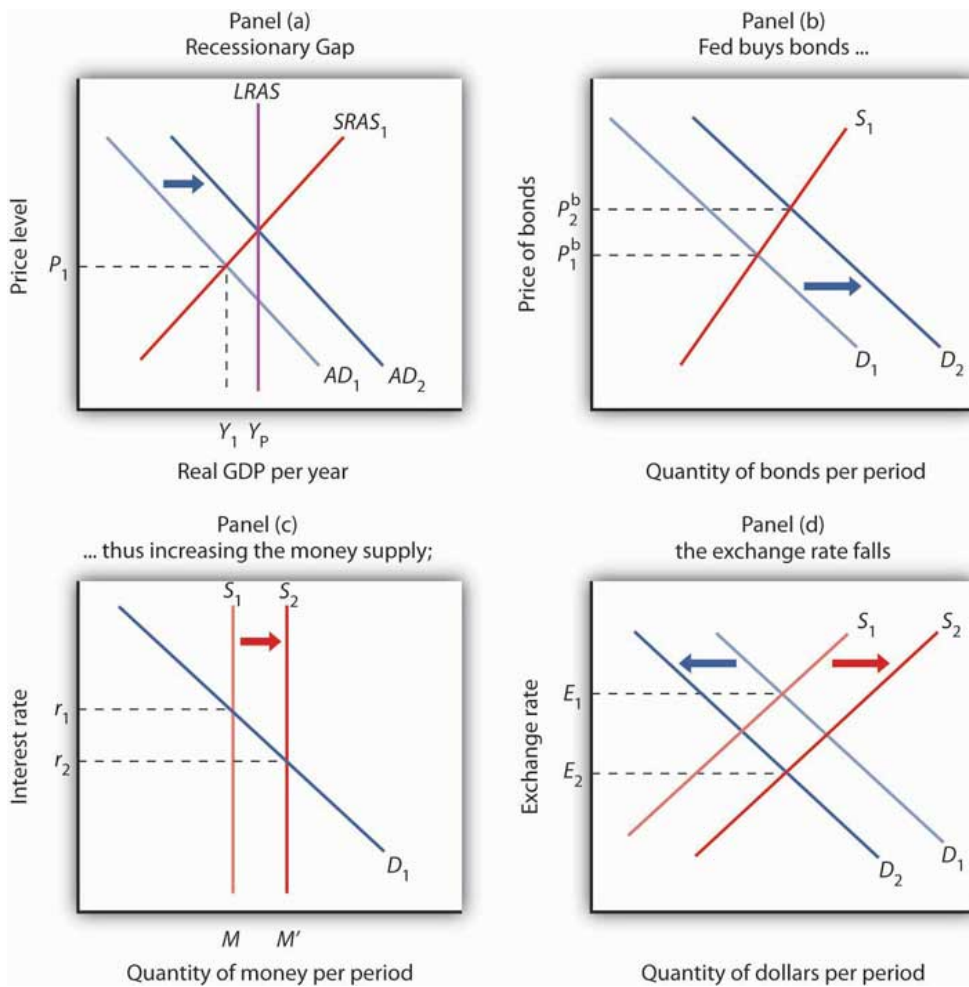 Panel (a)
Recessionary Gap
LRAS
SRAS₁
Price level
P₁
AD₁
AD₂
Y₁
Y_P
Real GDP per year
Panel (b)
Fed buys bonds ...
S₁
Price of bonds
P₂ᵇ
P₁ᵇ
D₁
D₂
Quantity of bonds per period
Panel (c)
... thus increasing the money supply;
S₁
S₂
Interest rate
r₁
r₂
D₁
M
M′
Quantity of money per period
Panel (d)
the exchange rate falls
S₁
S₂
Exchange rate
E₁
E₂
D₂
D₁
Quantity of dollars per period